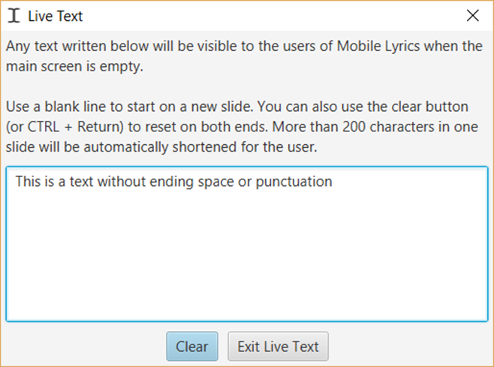 Live Text
Any text written below will be visible to the users of Mobile Lyrics when the
main screen is empty.
Use a blank line to start on a new slide. You can also use the clear button
(or CTRL + Return) to reset on both ends. More than 200 characters in one
slide will be automatically shortened for the user.
This is a text without ending space or punctuation
Clear
Exit Live Text